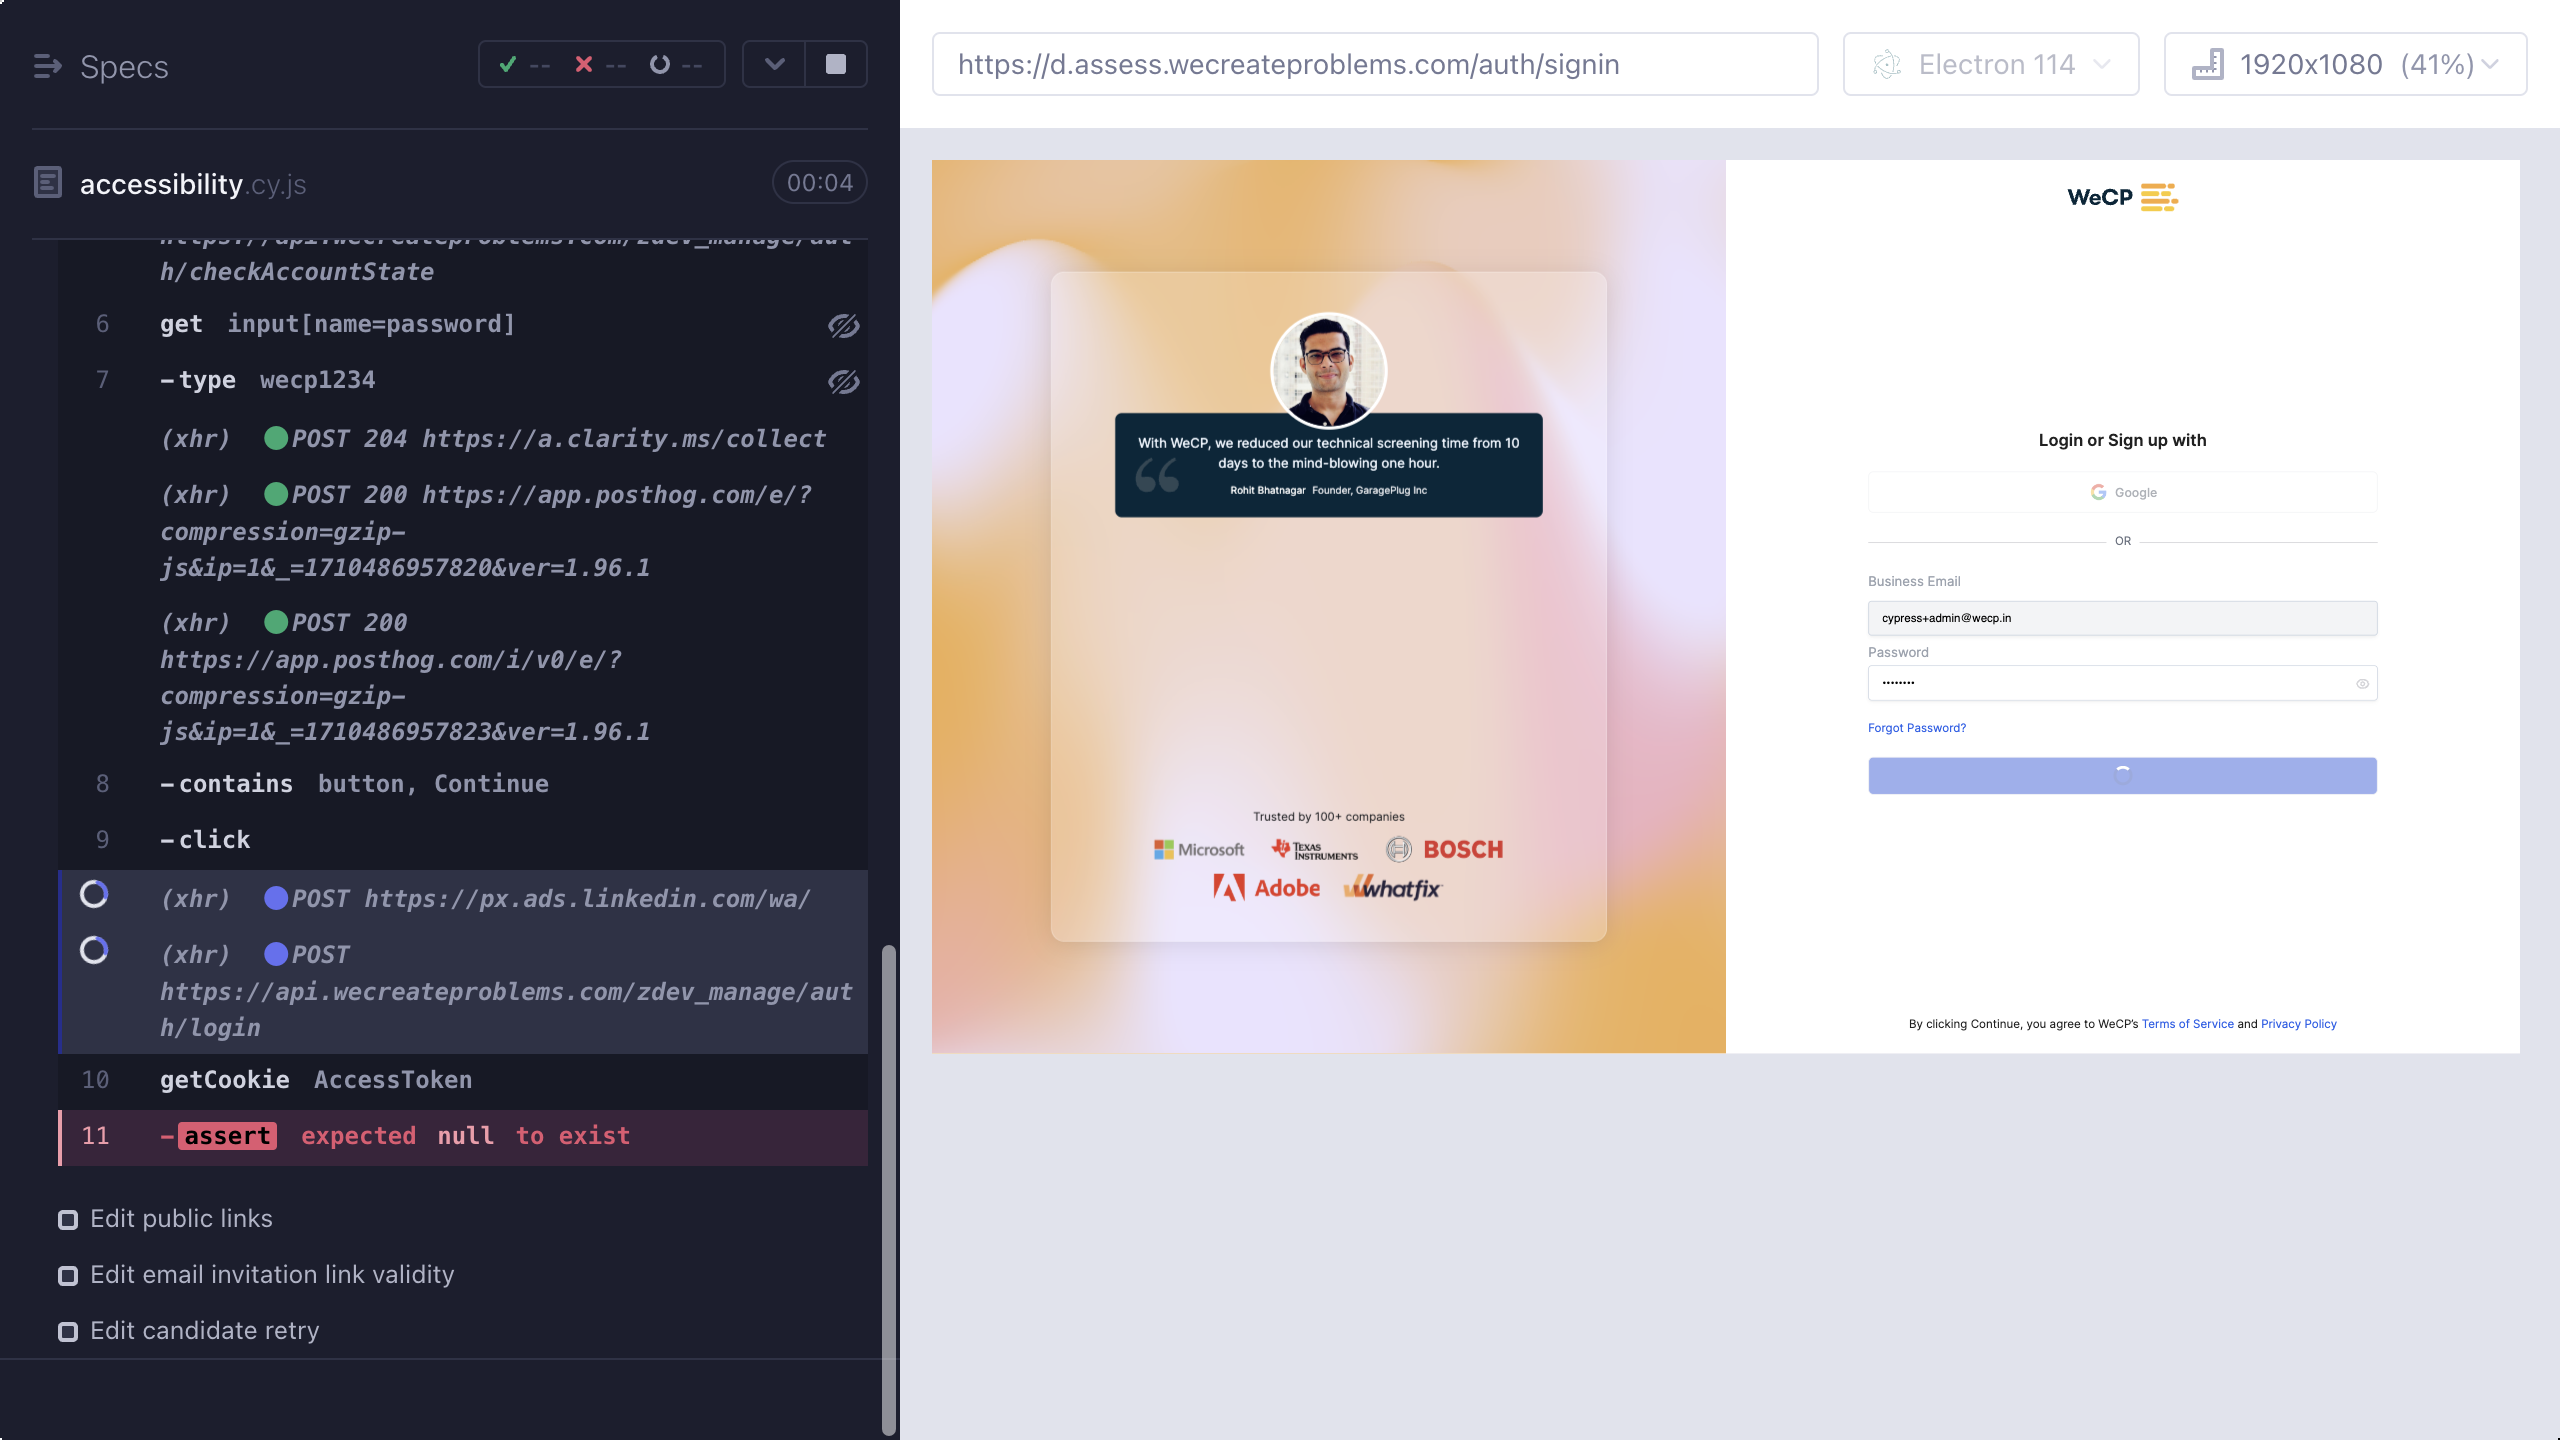 Specs
-- -- --
accessibility.cy.js
00:04
https://api.wecreateproblems.com/zdev_manage/aut
h/checkAccountState
6 get input[name=password]
7 -type wecp1234
(xhr) POST 204 https://a.clarity.ms/collect
(xhr) POST 200 https://app.posthog.com/e/?
compression=gzip-
js&ip=1&_=1710486957820&ver=1.96.1
(xhr) POST 200
https://app.posthog.com/i/v0/e/?
compression=gzip-
js&ip=1&_=1710486957823&ver=1.96.1
8 -contains button, Continue
9 -click
(xhr) POST https://px.ads.linkedin.com/wa/
(xhr) POST
https://api.wecreateproblems.com/zdev_manage/aut
h/login
10 getCookie AccessToken
11 -assert expected null to exist
Edit public links
Edit email invitation link validity
Edit candidate retry
https://d.assess.wecreateproblems.com/auth/signin
Electron 114
1920x1080 (41%)
With WeCP, we reduced our technical screening time from 10
days to the mind-blowing one hour.
Rohit Bhatnagar Founder, GaragePlug Inc
Trusted by 100+ companies
Microsoft
TEXAS
INSTRUMENTS
BOSCH
Adobe
whatfix
WeCP
Login or Sign up with
Google
OR
Business Email
cypress+admin@wecp.in
Password
Forgot Password?
By clicking Continue, you agree to WeCP's Terms of Service and Privacy Policy